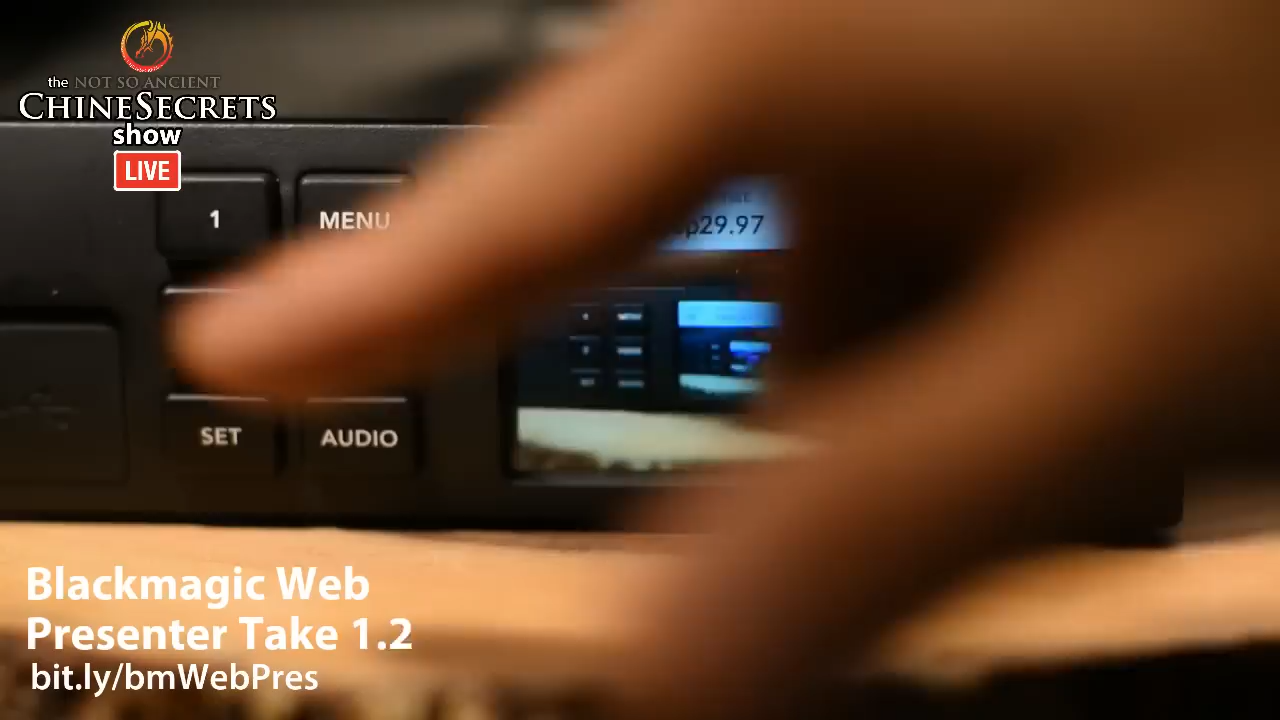 the NOT SO ANCIENT
CHINESECRETS
show
LIVE
1
MENU
p29.97
SET
AUDIO
Blackmagic Web
Presenter Take 1.2
bit.ly/bmWebPres